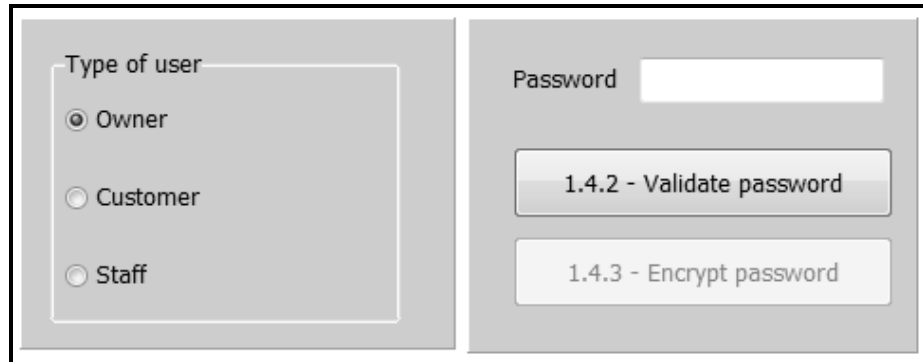 Type of user
Owner
Customer
Staff
Password
1.4.2 - Validate password
1.4.3 - Encrypt password